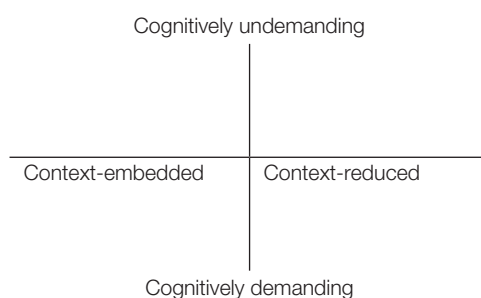 Cognitively undemanding
Context-embedded
Context-reduced
Cognitively demanding